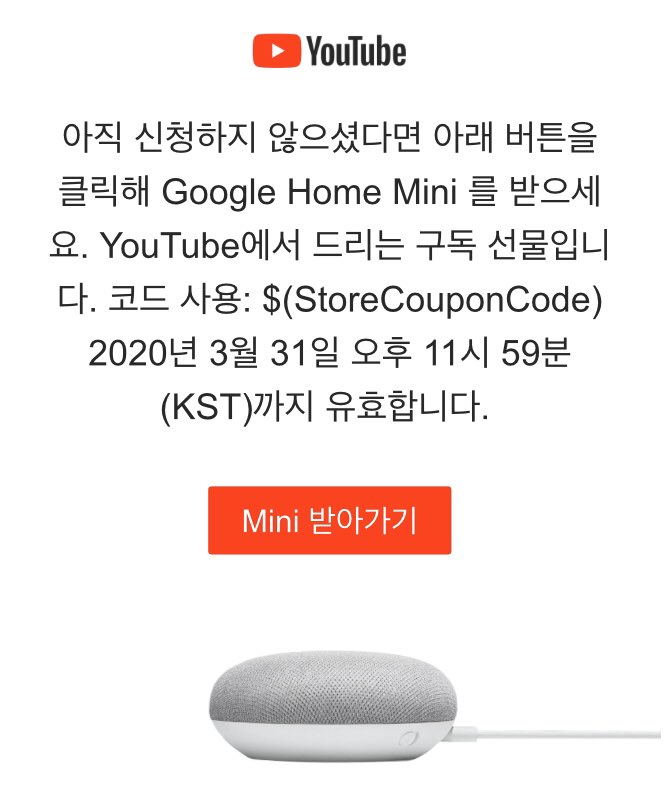 YouTube
아직 신청하지 않으셨다면 아래 버튼을
클릭해 Google Home Mini 를 받으세
요. YouTube에서 드리는 구독 선물입니
다. 코드 사용: $(StoreCouponCode)
2020년 3월 31일 오후 11시 59분
(KST)까지 유효합니다.
Mini 받아가기